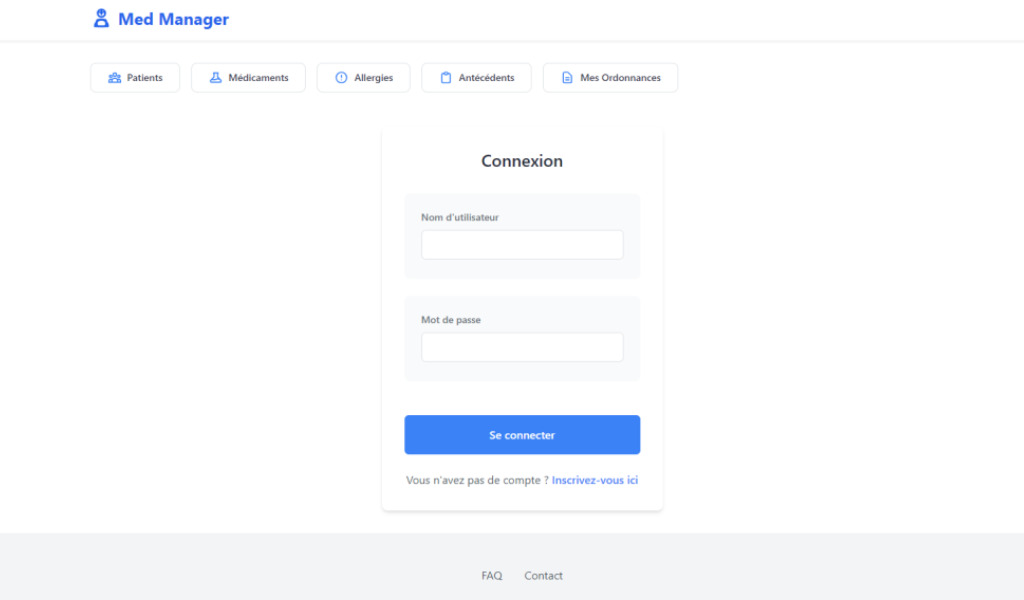 Med Manager
Patients Médicaments Allergies Antécédents Mes Ordonnances
Connexion
Nom d'utilisateur
Mot de passe
Se connecter
Vous n'avez pas de compte ? Inscrivez-vous ici
FAQ Contact